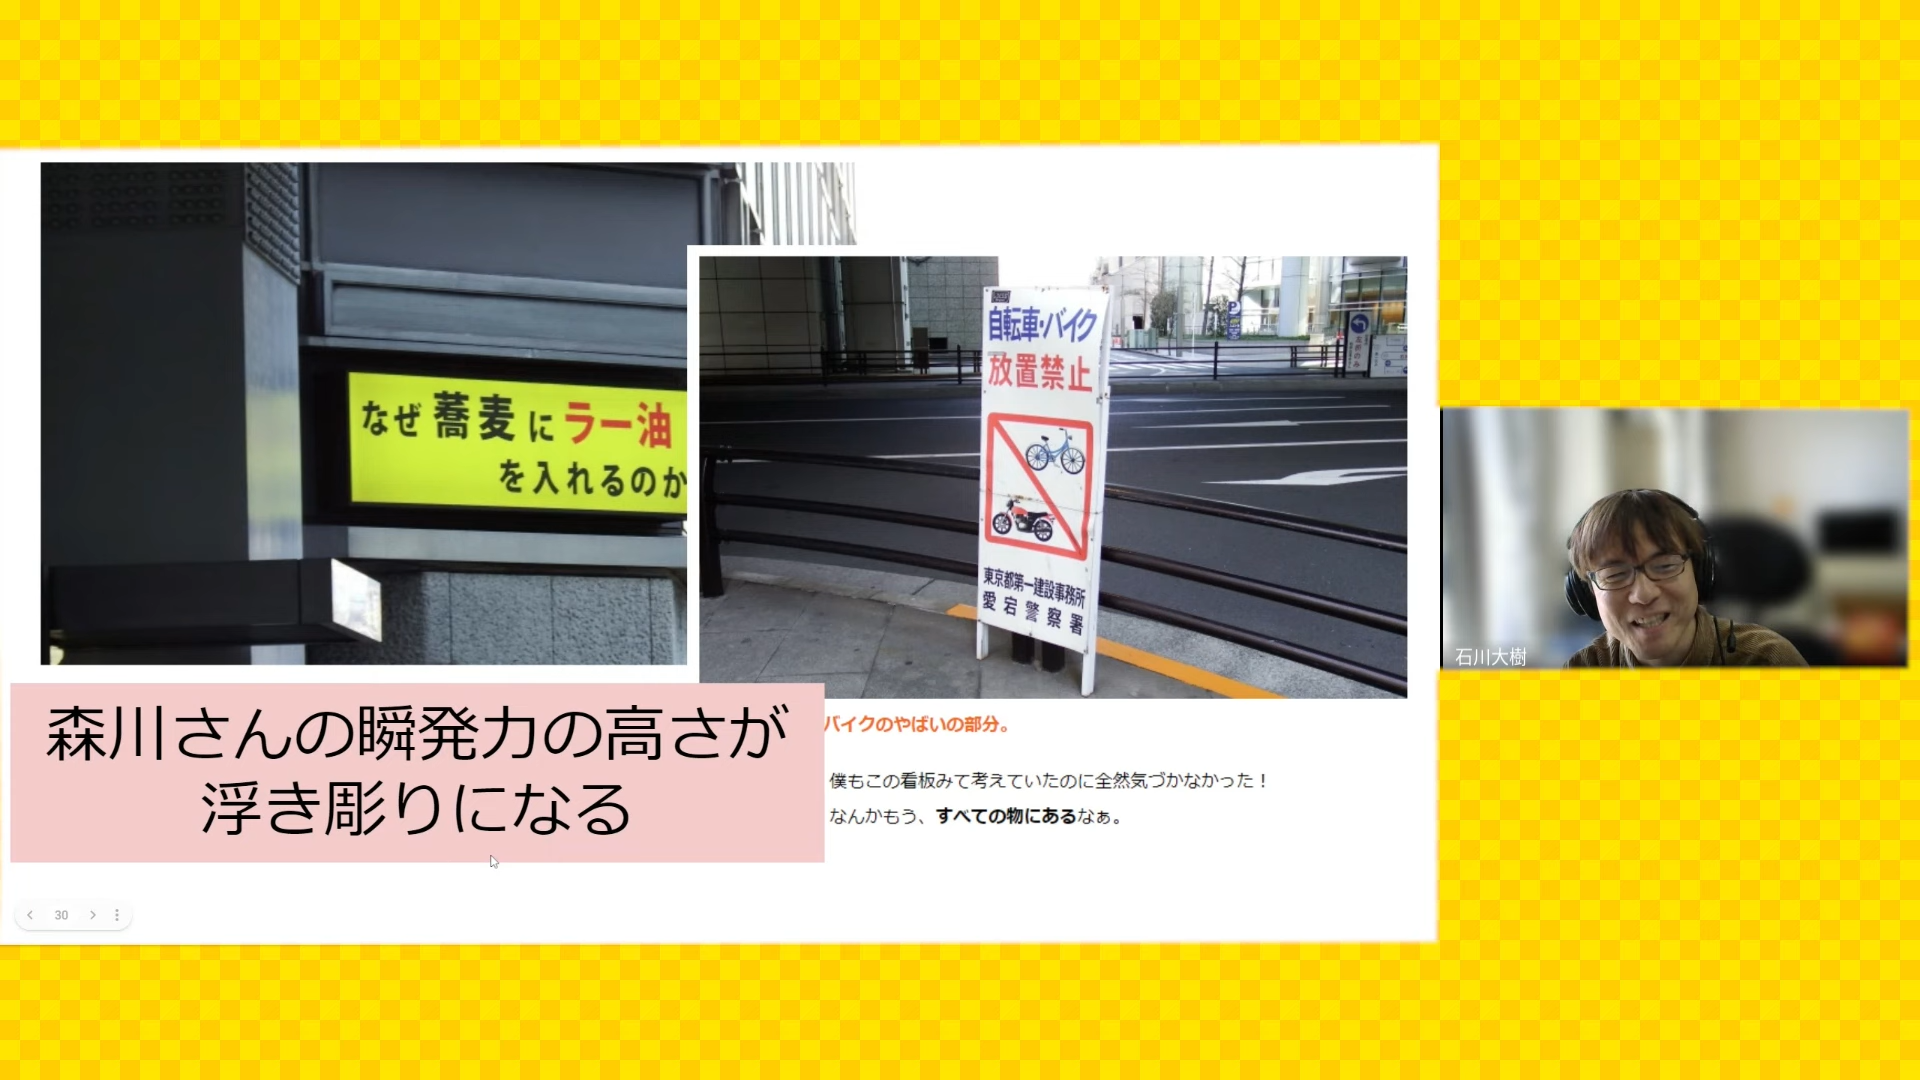 なぜ蕎麦にラー油
を入れるのか
自転車・バイク
放置禁止
東京都第一建設事務所
愛宕警察署
森川さんの瞬発力の高さが
浮き彫りになる
バイクのやばいの部分。
僕もこの看板みて考えていたのに全然気づかなかった！
なんかもう、すべての物にあるなぁ。
30
石川大樹